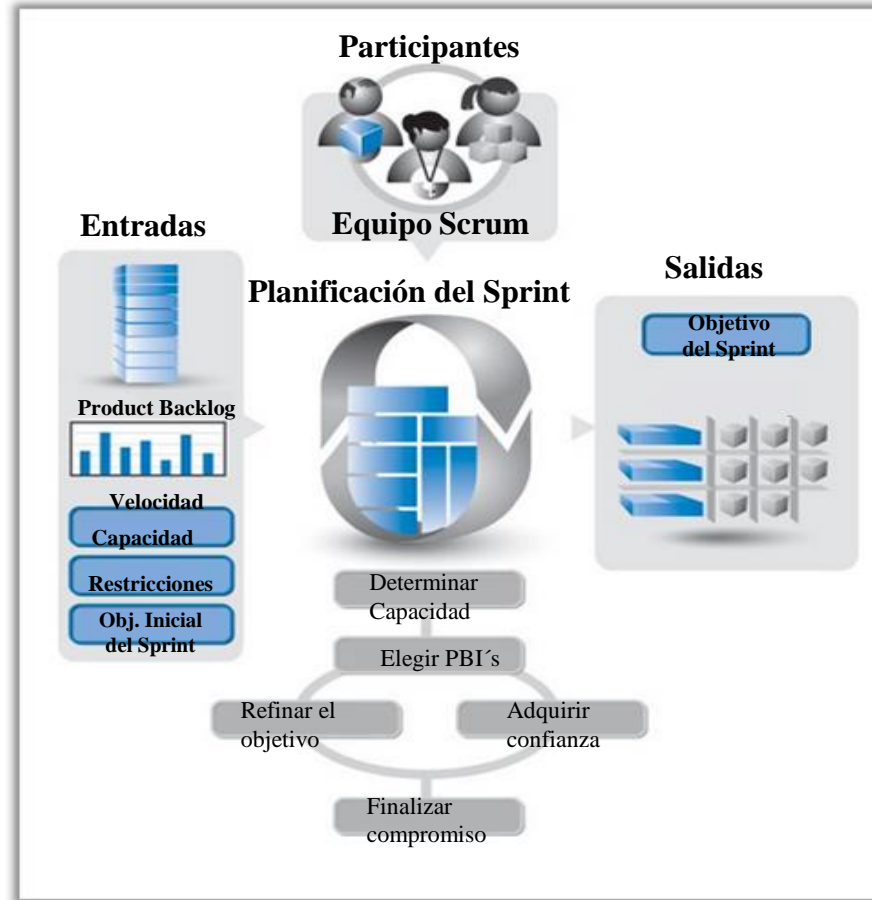 Participantes
Equipo Scrum
Entradas
Product Backlog
Velocidad
Capacidad
Restricciones
Obj. Inicial
del Sprint
Planificación del Sprint
Determinar
Capacidad
Elegir PBI´s
Refinar el
objetivo
Adquirir
confianza
Finalizar
compromiso
Salidas
Objetivo
del Sprint